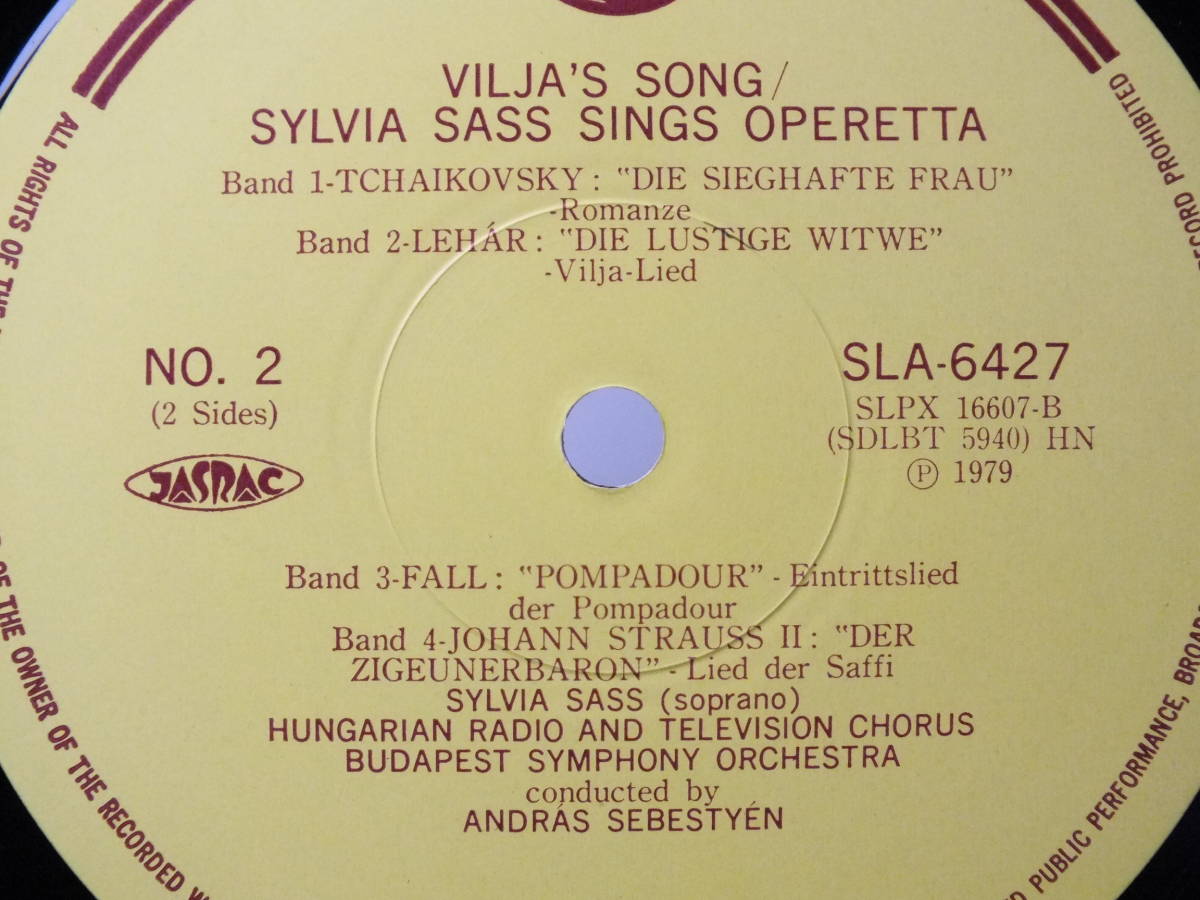 VILJA'S SONG/
SYLVIA SASS SINGS OPERETTA
Band 1-TCHAIKOVSKY: "DIE SIEGHAFTE FRAU"
-Romanze
Band 2-LEHÁR: "DIE LUSTIGE WITWE"
-Vilja-Lied
NO. 2
(2 Sides)
JASRAC
SLA-6427
SLPX 16607-B
(SDLBT 5940) HN
Ⓟ 1979
Band 3-FALL: "POMPADOUR" - Eintrittslied
der Pompadour
Band 4-JOHANN STRAUSS II: "DER
ZIGEUNERBARON" - Lied der Saffi
SYLVIA SASS (soprano)
HUNGARIAN RADIO AND TELEVISION CHORUS
BUDAPEST SYMPHONY ORCHESTRA
conducted by
ANDRÁS SEBESTYÉN
ALL RIGHTS OF THE
OF THE OWNER OF THE RECORDED
PUBLIC PERFORMANCE,
RECORD PROHIBITED